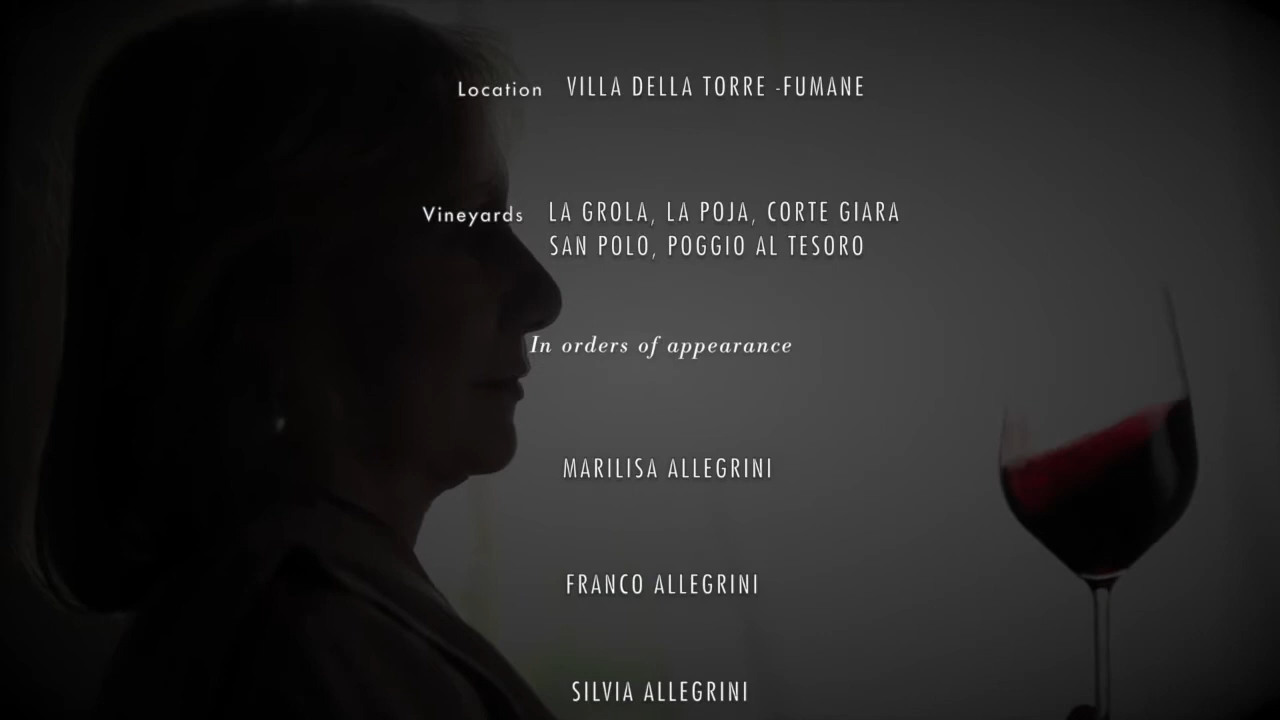 Location VILLA DELLA TORRE -FUMANE
Vineyards LA GROLA, LA POJA, CORTE GIARA
SAN POLO, POGGIO AL TESORO
In orders of appearance
MARILISA ALLEGRINI
FRANCO ALLEGRINI
SILVIA ALLEGRINI